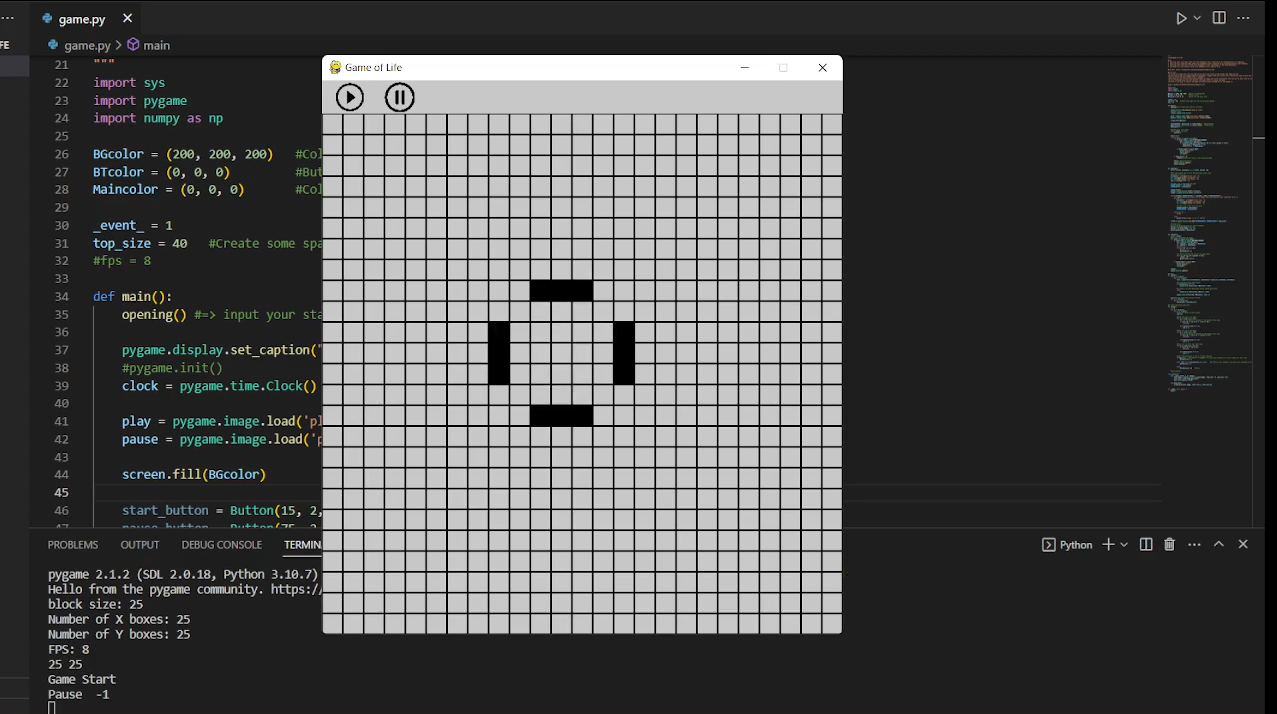 game.py
FE
game.py > main
21 """
22 import sys
23 import pygame
24 import numpy as np
25
26 BGcolor = (200, 200, 200) #Col
27 BTcolor = (0, 0, 0) #But
28 Maincolor = (0, 0, 0) #Col
29
30 _event_ = 1
31 top_size = 40 #Create some spa
32 #fps = 8
33
34 def main():
35 opening() #=> input your sta
36
37 pygame.display.set_caption("
38 #pygame.init()
39 clock = pygame.time.Clock()
40
41 play = pygame.image.load('pl
42 pause = pygame.image.load('p
43
44 screen.fill(BGcolor)
45
46 start_button = Button(15, 2,
47 pause_button = Button(75, 2
Game of Life
PROBLEMS OUTPUT DEBUG CONSOLE TERMIN
Python
pygame 2.1.2 (SDL 2.0.18, Python 3.10.7)
Hello from the pygame community. https:/
block size: 25
Number of X boxes: 25
Number of Y boxes: 25
FPS: 8
25 25
Game Start
Pause -1